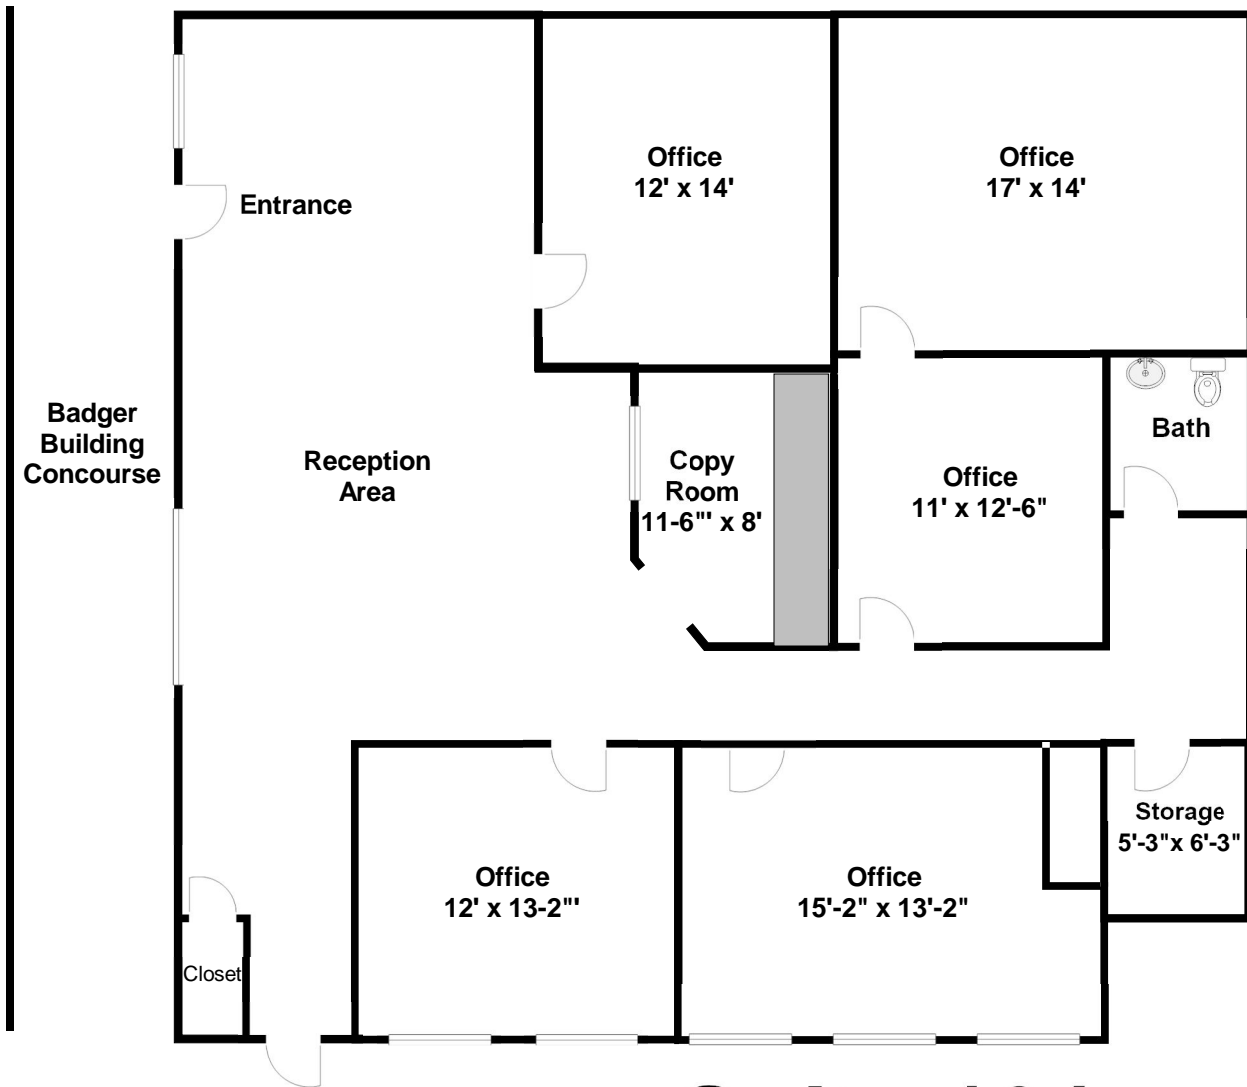 Office
12' x 14'
Office
17' x 14'
Entrance
Badger
Building
Concourse
Reception
Area
Copy
Room
11-6"' x 8'
Office
11' x 12'-6"
Bath
Storage
5'-3"x 6'-3"
Office
12' x 13-2"'
Office
15'-2" x 13'-2"
Closet